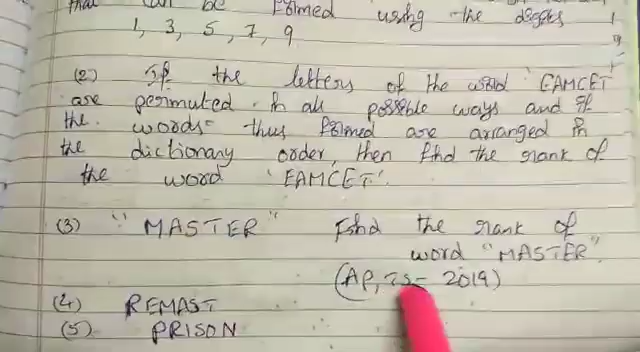 that can be formed using the digits
1, 3, 5, 7, 9
(2) If the letters of the word 'EAMCET
are permuted in all possible ways and if
the words thus formed are arranged in
the dictionary order, then find the rank of
the word 'EAMCET'.
(3) "MASTER" Find the rank of
word "MASTER".
(AP, TS- 2019)
(4) REMAST
(5) PRISON